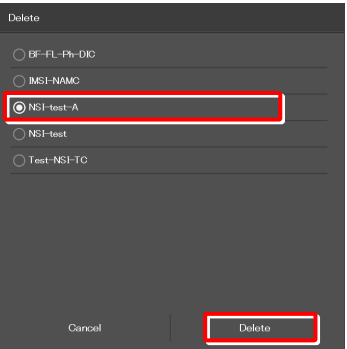 Delete
BF-FL-Ph-DIC
IMSI-NAMC
NSI-test-A
NSI-test
Test-NSI-TC
Cancel
Delete